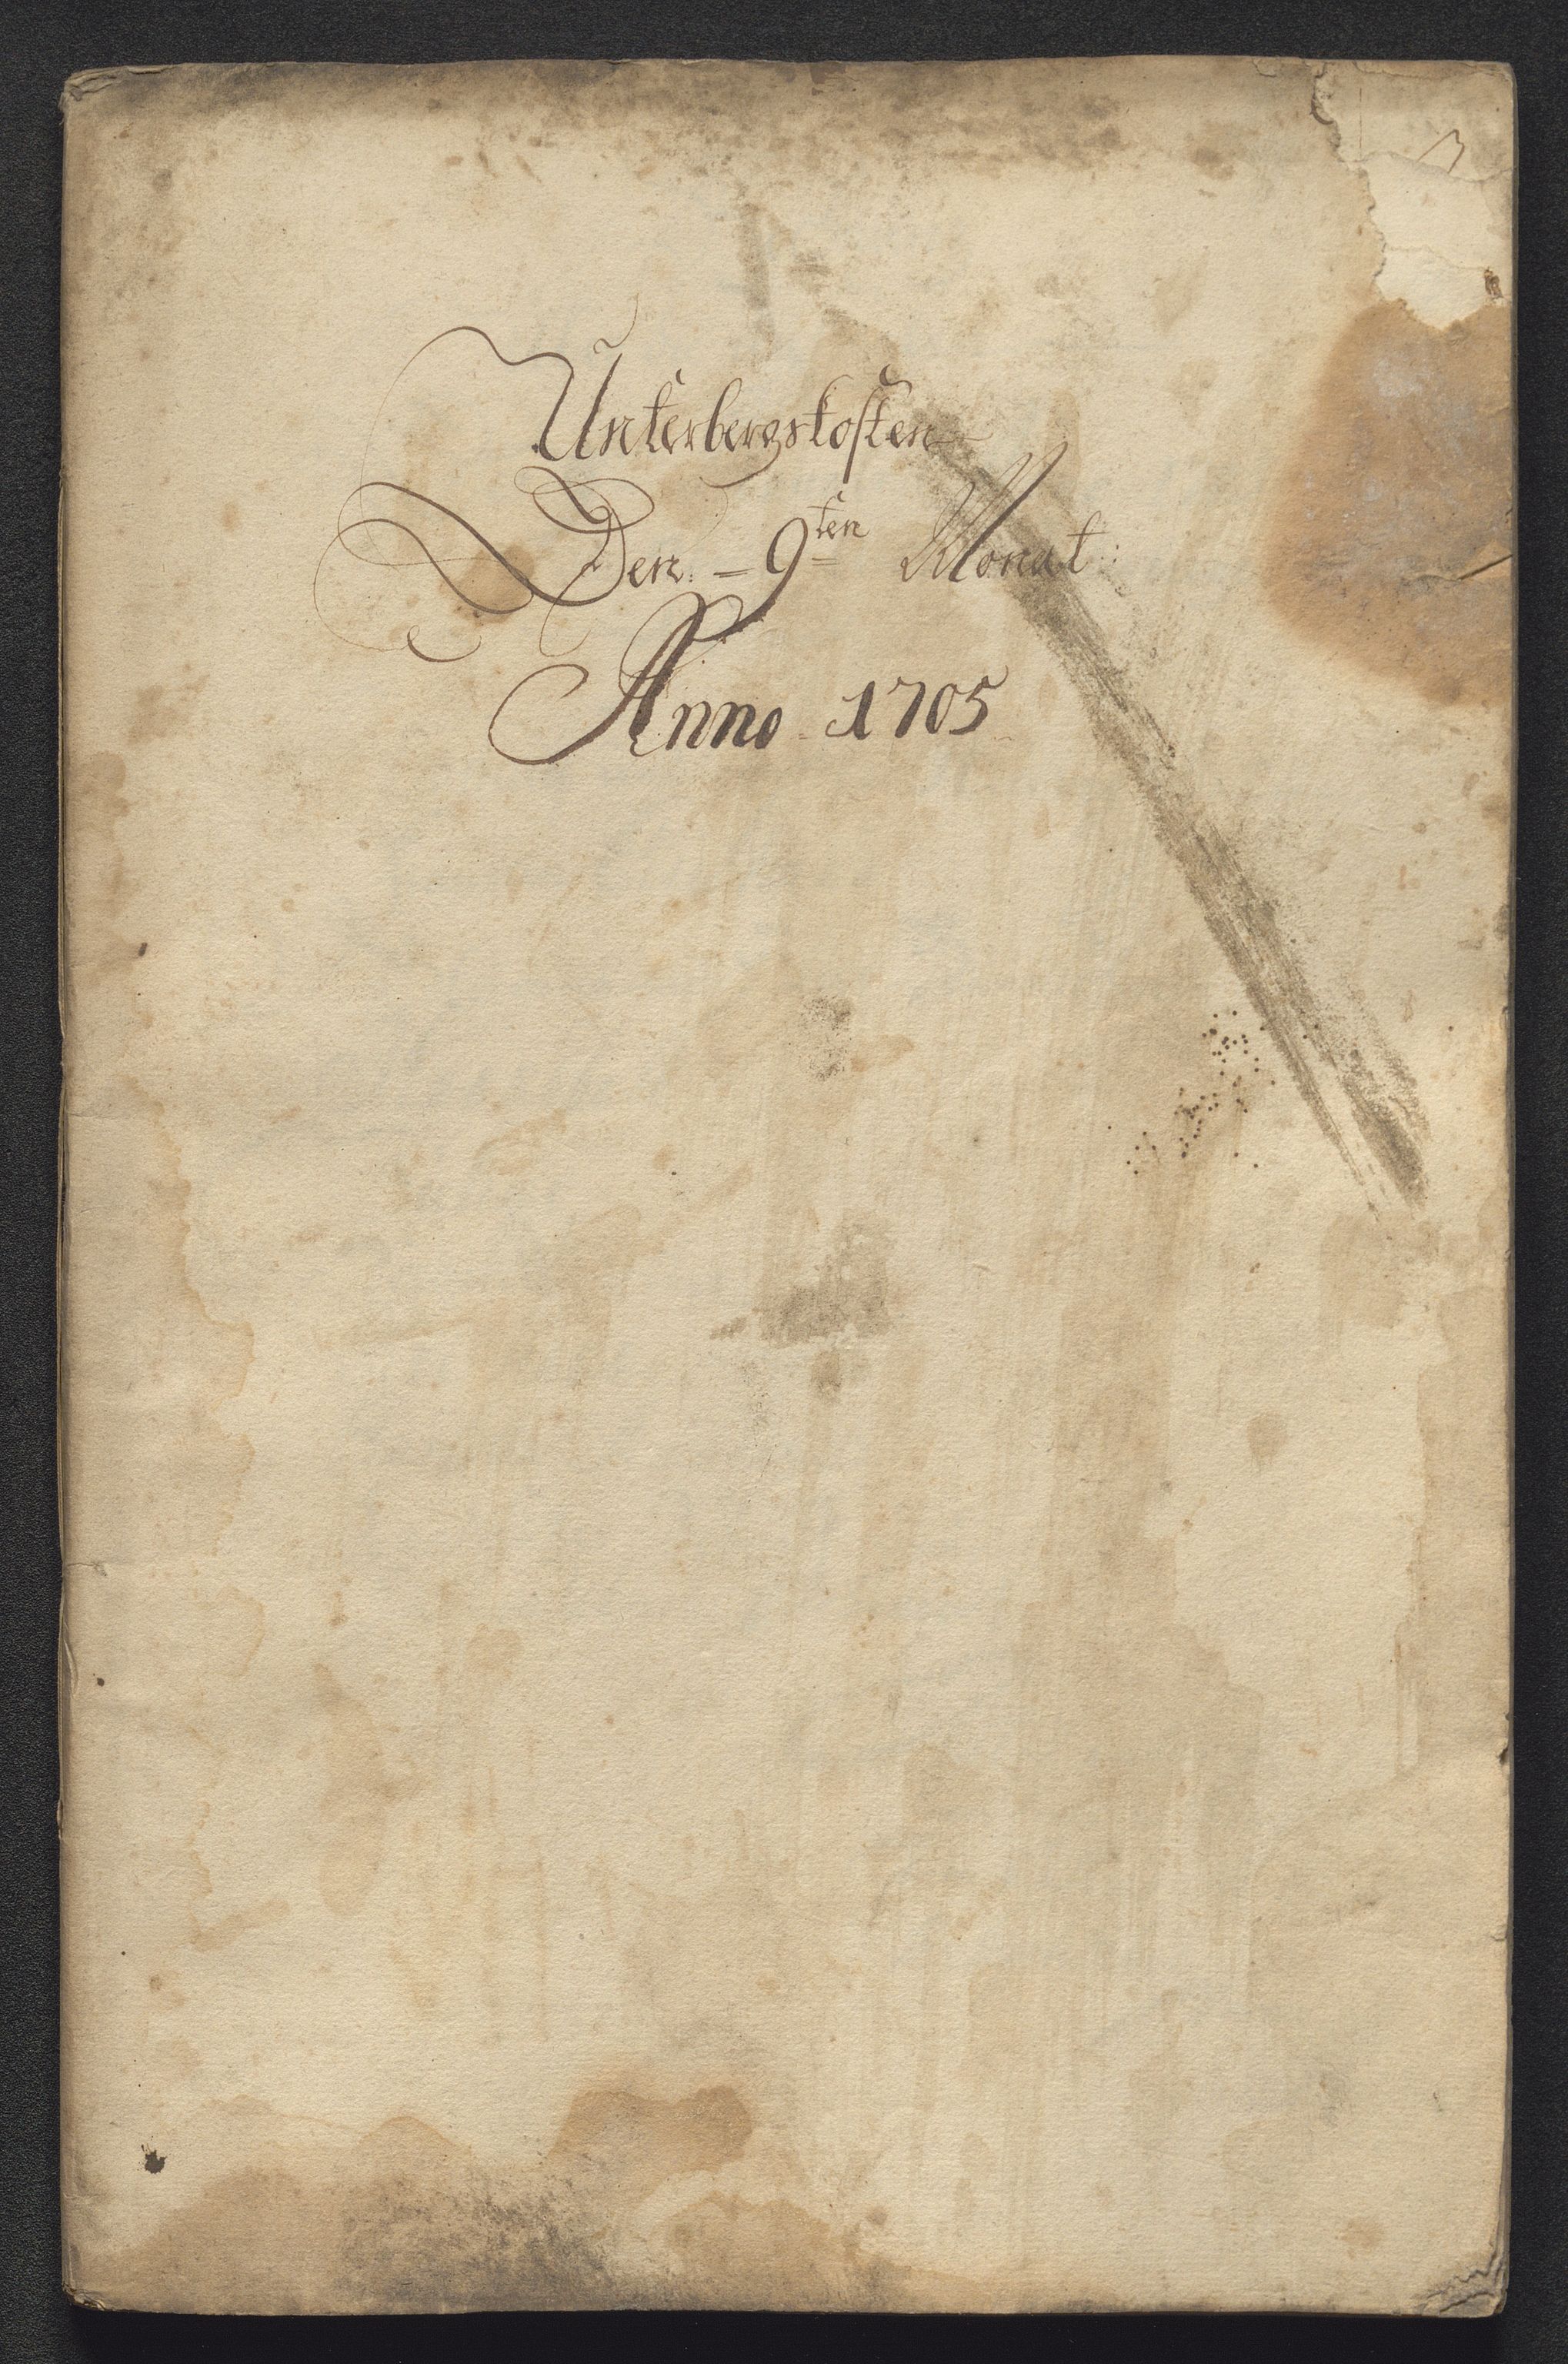 Unterbergskosten
Den. 9ten Monat:
Anno 1705